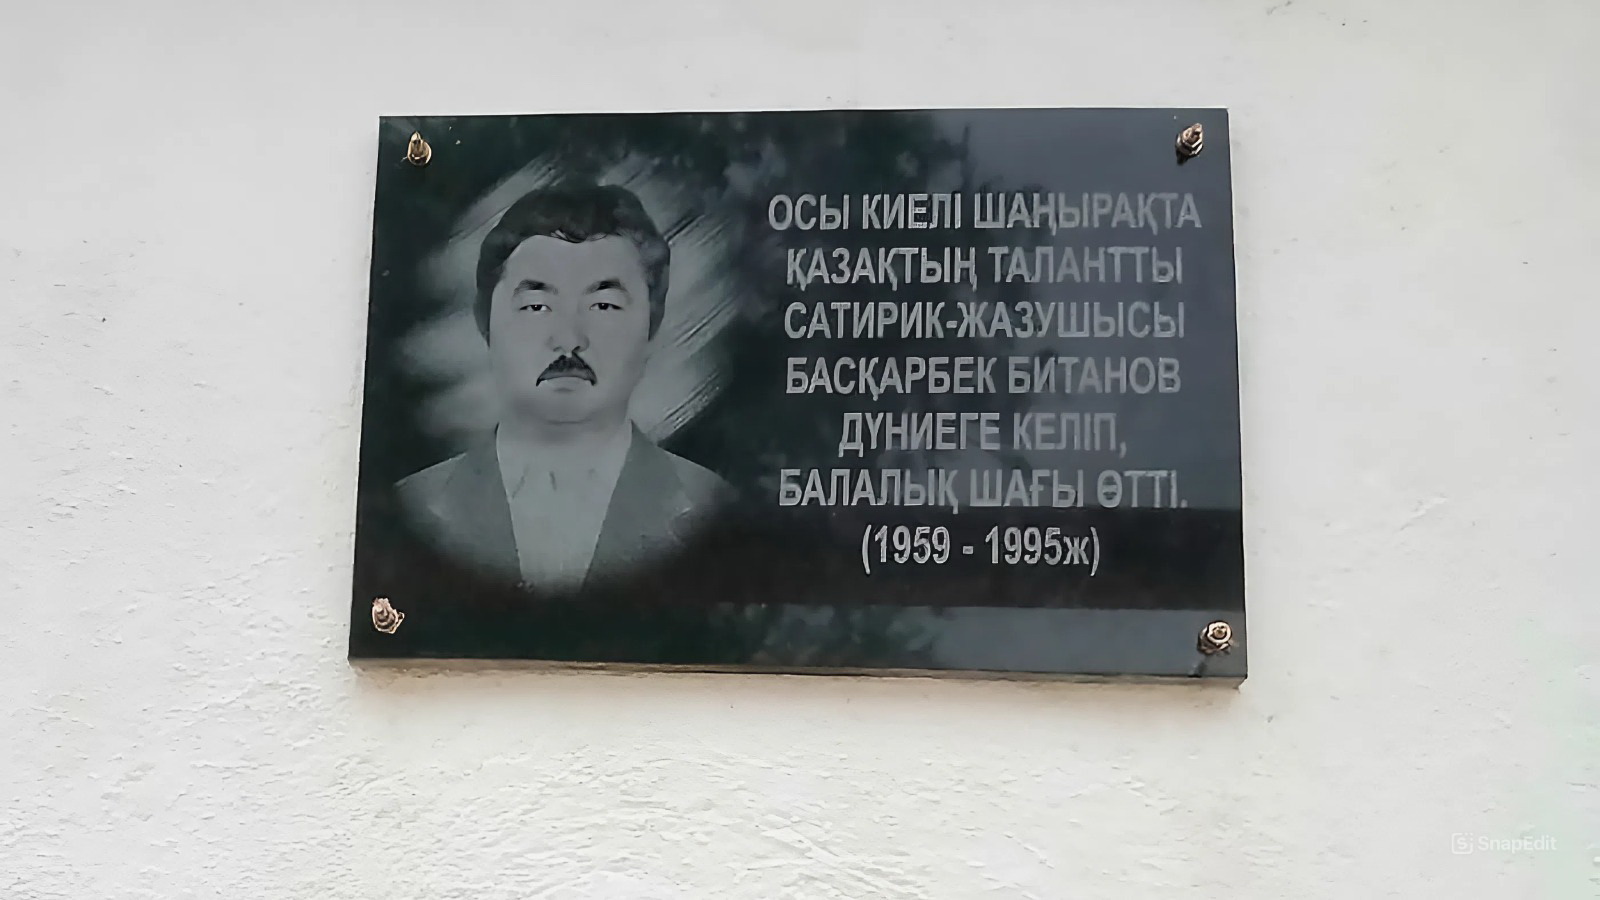 ОСЫ КИЕЛІ ШАҢЫРАҚТА
ҚАЗАҚТЫҢ ТАЛАНТТЫ
САТИРИК-ЖАЗУШЫСЫ
БАСҚАРБЕК БИТАНОВ
ДҮНИЕГЕ КЕЛІП,
БАЛАЛЫҚ ШАҒЫ ӨТТІ.
(1959 - 1995ж)
SnapEdit